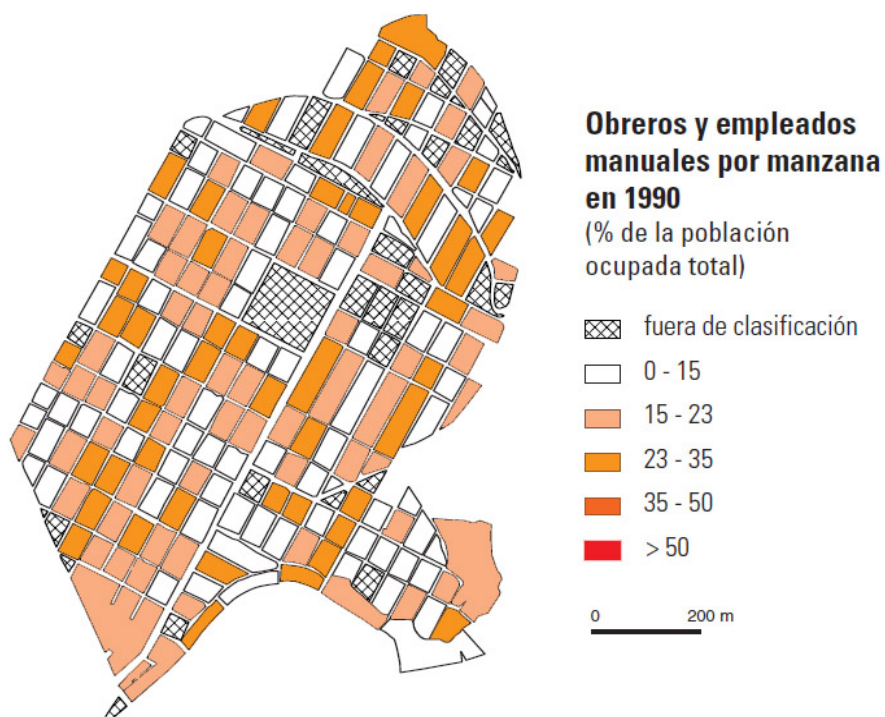 Obreros y empleados
manuales por manzana
en 1990
(% de la población
ocupada total)
fuera de clasificación
0 - 15
15 - 23
23 - 35
35 - 50
> 50
0 200 m